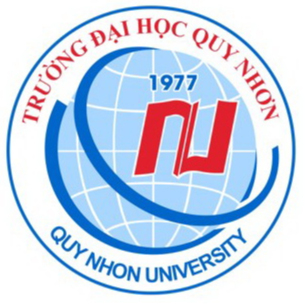 TRƯỜNG ĐẠI HỌC QUY NHƠN
1977
QUY NHON UNIVERSITY